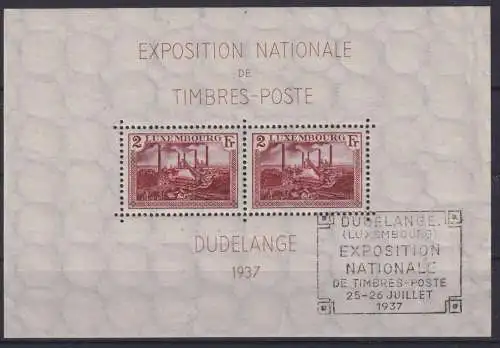 EXPOSITION NATIONALE
DE
TIMBRES-POSTE
2 LUXEMBOURG Fr
2 LUXEMBOURG Fr
DUDELANGE
1937
DUDELANGE.
(LUXEMBOURG)
EXPOSITION
NATIONALE
DE TIMBRES-POSTE
25-26 JUILLET
1937